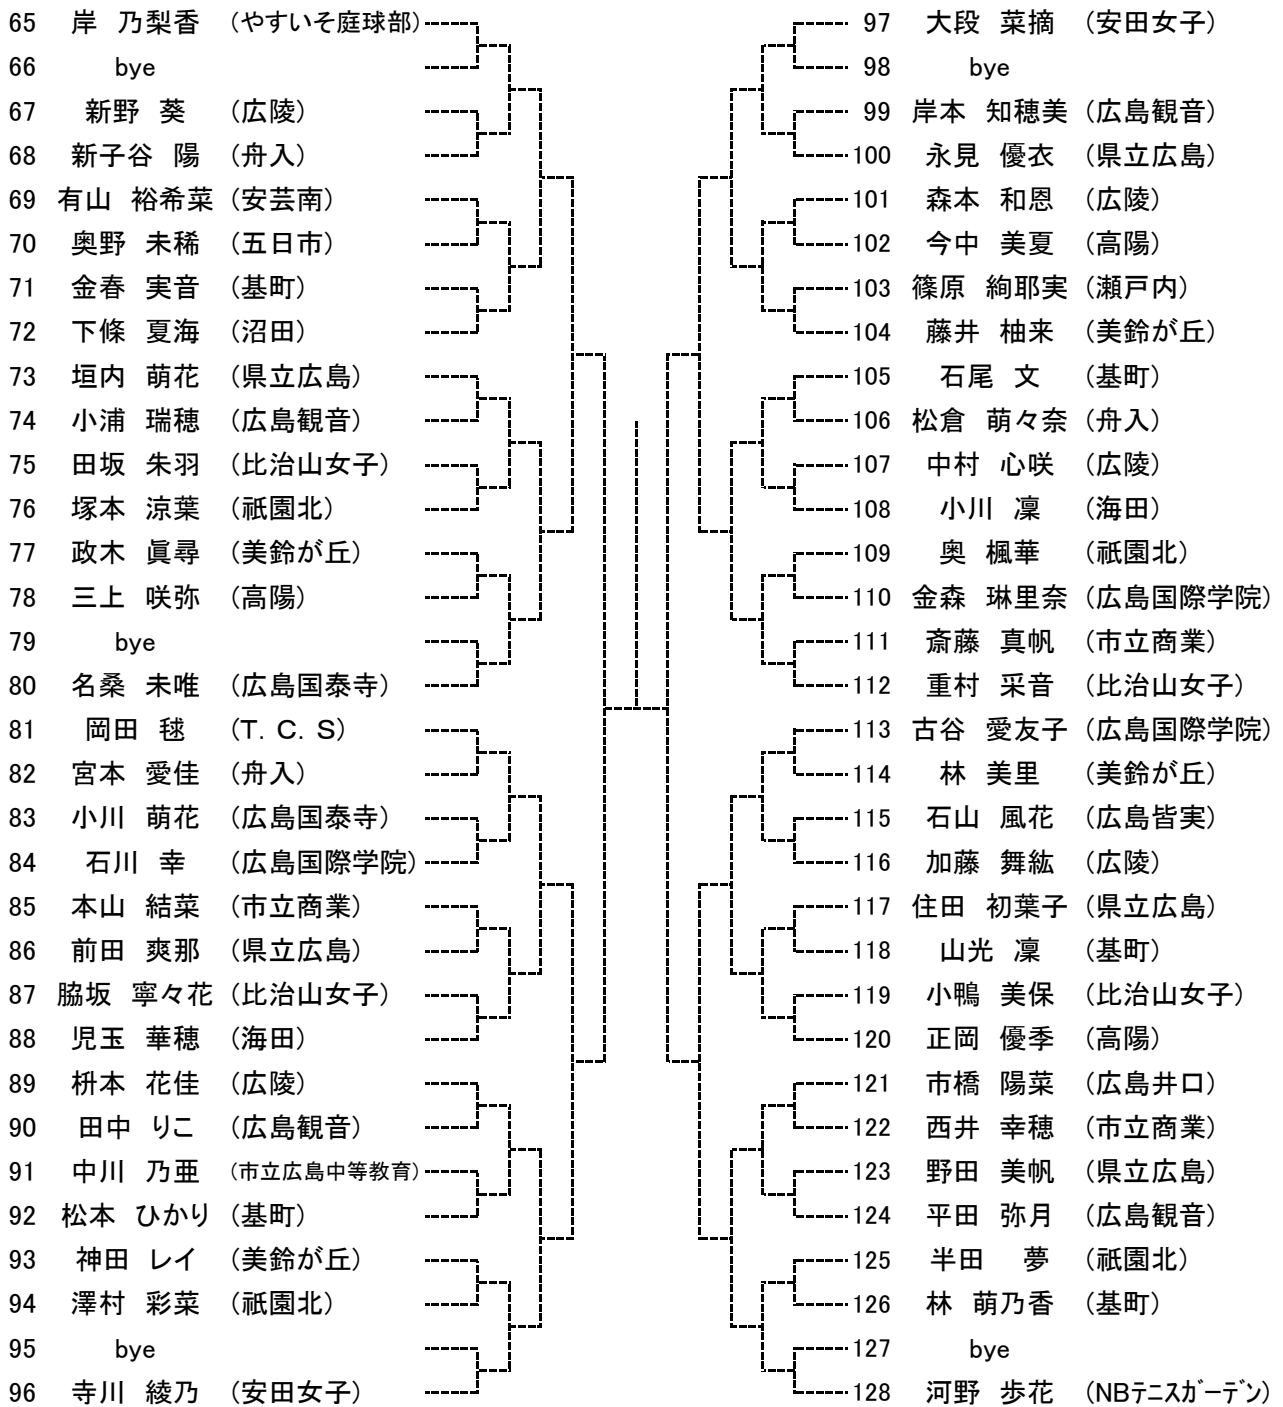 65 岸 乃梨香 (やすいそ庭球部)
66 bye
67 新野 葵 (広陵)
68 新子谷 陽 (舟入)
69 有山 裕希菜 (安芸南)
70 奥野 未稀 (五日市)
71 金春 実音 (基町)
72 下條 夏海 (沼田)
73 垣内 萌花 (県立広島)
74 小浦 瑞穂 (広島観音)
75 田坂 朱羽 (比治山女子)
76 塚本 涼葉 (祇園北)
77 政木 眞尋 (美鈴が丘)
78 三上 咲弥 (高陽)
79 bye
80 名桑 未唯 (広島国泰寺)
81 岡田 毬 (T. C. S)
82 宮本 愛佳 (舟入)
83 小川 萌花 (広島国泰寺)
84 石川 幸 (広島国際学院)
85 本山 結菜 (市立商業)
86 前田 爽那 (県立広島)
87 脇坂 寧々花 (比治山女子)
88 児玉 華穂 (海田)
89 枡本 花佳 (広陵)
90 田中 りこ (広島観音)
91 中川 乃亜 (市立広島中等教育)
92 松本 ひかり (基町)
93 神田 レイ (美鈴が丘)
94 澤村 彩菜 (祇園北)
95 bye
96 寺川 綾乃 (安田女子)
97 大段 菜摘 (安田女子)
98 bye
99 岸本 知穂美 (広島観音)
100 永見 優衣 (県立広島)
101 森本 和恩 (広陵)
102 今中 美夏 (高陽)
103 篠原 絢耶実 (瀬戸内)
104 藤井 柚来 (美鈴が丘)
105 石尾 文 (基町)
106 松倉 萌々奈 (舟入)
107 中村 心咲 (広陵)
108 小川 凜 (海田)
109 奥 楓華 (祇園北)
110 金森 琳里奈 (広島国際学院)
111 斎藤 真帆 (市立商業)
112 重村 采音 (比治山女子)
113 古谷 愛友子 (広島国際学院)
114 林 美里 (美鈴が丘)
115 石山 風花 (広島皆実)
116 加藤 舞紘 (広陵)
117 住田 初葉子 (県立広島)
118 山光 凜 (基町)
119 小鴨 美保 (比治山女子)
120 正岡 優季 (高陽)
121 市橋 陽菜 (広島井口)
122 西井 幸穂 (市立商業)
123 野田 美帆 (県立広島)
124 平田 弥月 (広島観音)
125 半田 夢 (祇園北)
126 林 萌乃香 (基町)
127 bye
128 河野 歩花 (NBテニスガーデン)